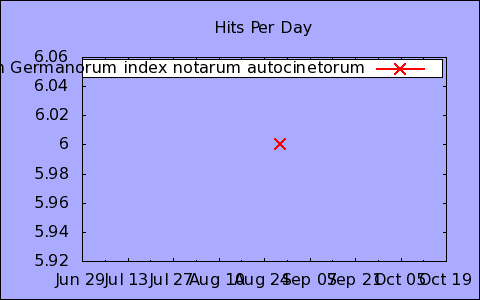 Hits Per Day
6.06
Germanorum index notarum autocinetorum
6.04
6.02
6
5.98
5.96
5.94
5.92
Jun 29 Jul 13 Jul 27 Aug 10 Aug 24 Sep 07 Sep 21 Oct 05 Oct 19